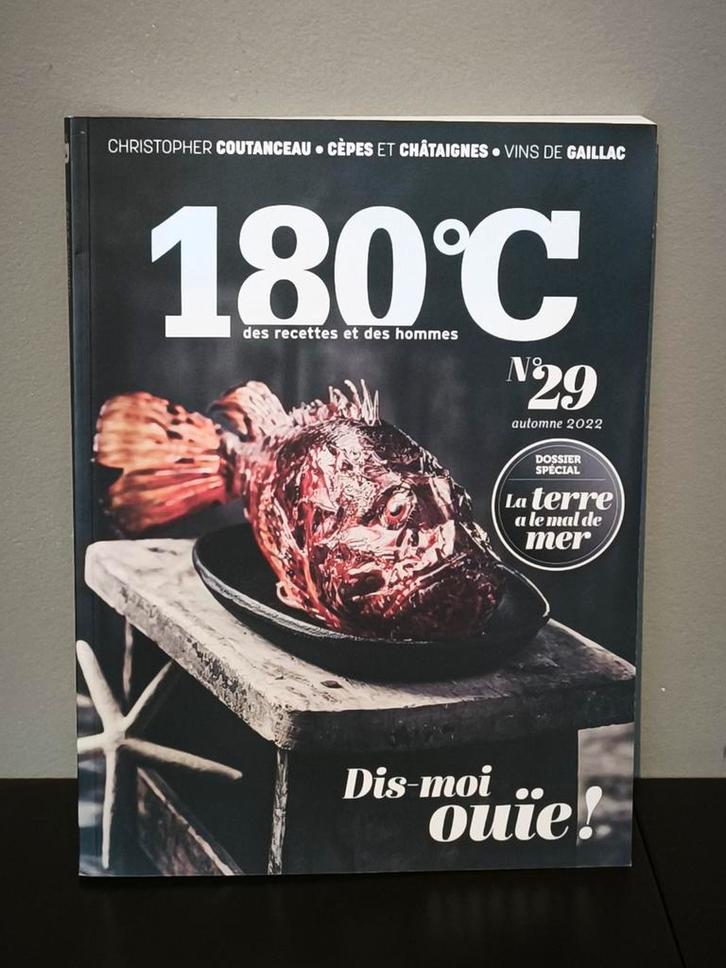 CHRISTOPHER COUTANCEAU • CÈPES ET CHÂTAIGNES • VINS DE GAILLAC
180°C
des recettes et des hommes
N°29
automne 2022
DOSSIER
SPÉCIAL
La terre
a le mal de
mer
Dis-moi
ouïe !